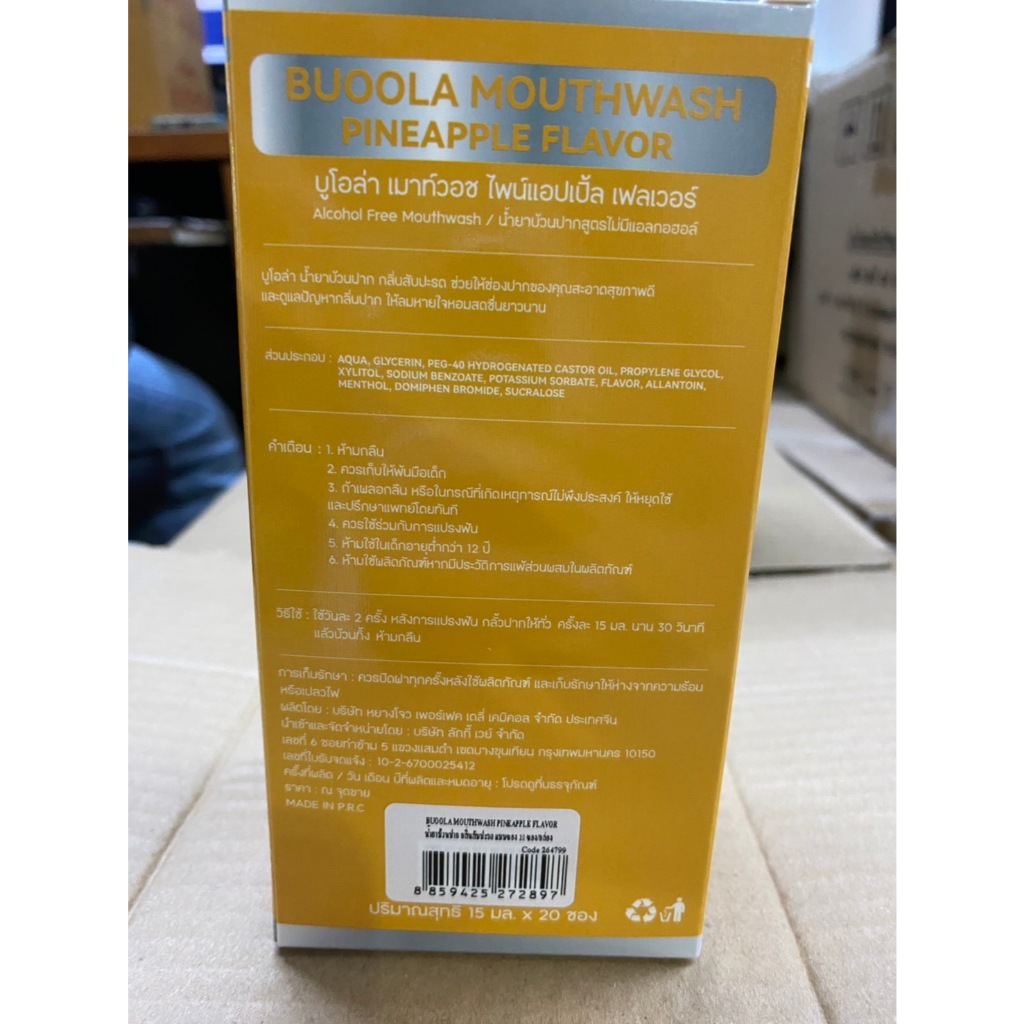 BUOOLA MOUTHWASH
PINEAPPLE FLAVOR
บูโอล่า เมาท์วอช ไพน์แอปเปิ้ล เฟลเวอร์
Alcohol Free Mouthwash / น้ำยาบ้วนปากสูตรไม่มีแอลกอฮอล์
บูโอล่า น้ำยาบ้วนปาก กลิ่นสับปะรด ช่วยให้ช่องปากของคุณสะอาดสุขภาพดี
และดูแลปัญหากลิ่นปาก ให้ลมหายใจหอมสดชื่นยาวนาน
ส่วนประกอบ : AQUA, GLYCERIN, PEG-40 HYDROGENATED CASTOR OIL, PROPYLENE GLYCOL,
XYLITOL, SODIUM BENZOATE, POTASSIUM SORBATE, FLAVOR, ALLANTOIN,
MENTHOL, DOMIPHEN BROMIDE, SUCRALOSE
คำเตือน : 1. ห้ามกลืน
2. ควรเก็บให้พ้นมือเด็ก
3. ถ้าเผลอกลืน หรือในกรณีที่เกิดเหตุการณ์ไม่พึงประสงค์ ให้หยุดใช้
และปรึกษาแพทย์โดยทันที
4. ควรใช้ร่วมกับการแปรงฟัน
5. ห้ามใช้ในเด็กอายุต่ำกว่า 12 ปี
6. ห้ามใช้ผลิตภัณฑ์หากมีประวัติการแพ้ส่วนผสมในผลิตภัณฑ์
วิธีใช้ : ใช้วันละ 2 ครั้ง หลังการแปรงฟัน กลั้วปากให้ทั่ว ครั้งละ 15 มล. นาน 30 วินาที
แล้วบ้วนทิ้ง ห้ามกลืน
การเก็บรักษา : ควรปิดฝาทุกครั้งหลังใช้ผลิตภัณฑ์ และเก็บรักษาให้ห่างจากความร้อน
หรือเปลวไฟ
ผลิตโดย : บริษัท หยางโจว เพอร์เฟค เดลี่ เคมิคอล จำกัด ประเทศจีน
นำเข้าและจัดจำหน่ายโดย : บริษัท ลักกี้ เวย์ จำกัด
เลขที่ 6 ซอยท่าข้าม 5 แขวงแสมดำ เขตบางขุนเทียน กรุงเทพมหานคร 10150
เลขที่ใบรับจดแจ้ง : 10-2-6700025412
ครั้งที่ผลิต / วัน เดือน ปีที่ผลิตและหมดอายุ : โปรดดูที่บรรจุภัณฑ์
ราคา : ณ จุดขาย
MADE IN P.R.C
BUOOLA MOUTHWASH PINEAPPLE FLAVOR
น้ำยาบ้วนปาก กลิ่นสับปะรด
Code 264799
8 859425 272897
ปริมาณสุทธิ 15 มล. x 20 ซอง